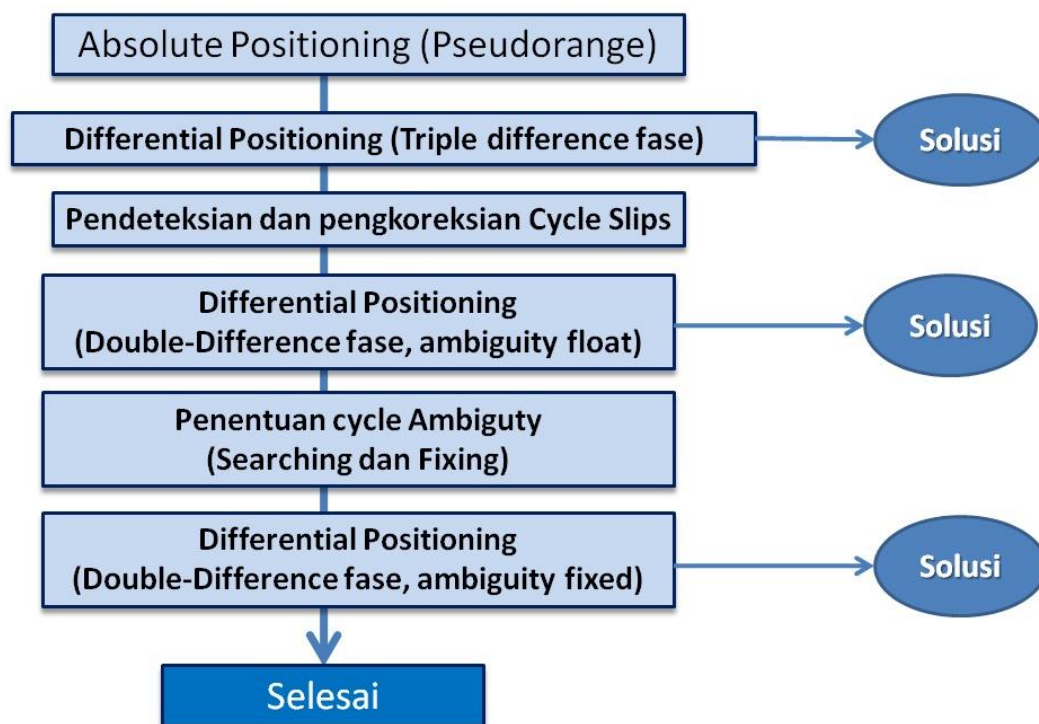 Absolute Positioning (Pseudorange)
Differential Positioning (Triple difference fase)
Solusi
Pendeteksian dan pengkoreksian Cycle Slips
Differential Positioning
(Double-Difference fase, ambiguity float)
Solusi
Penentuan cycle Ambiguty
(Searching dan Fixing)
Differential Positioning
(Double-Difference fase, ambiguity fixed)
Solusi
Selesai